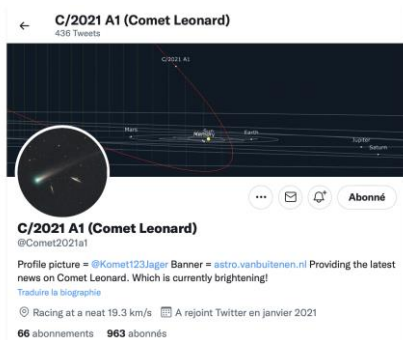 C/2021 A1 (Comet Leonard)
436 Tweets
C/2021 A1
Marc
Sun
Earth
Jupiter
Saturn
Abonné
C/2021 A1 (Comet Leonard)
@Comet2021a1
Profile picture = @Komet123Jager Banner = astro.vanbuitenen.nl Providing the latest
news on Comet Leonard. Which is currently brightening!
Traduire la biographie
Racing at a neat 19.3 km/s A rejoint Twitter en janvier 2021
66 abonnements 963 abonnés